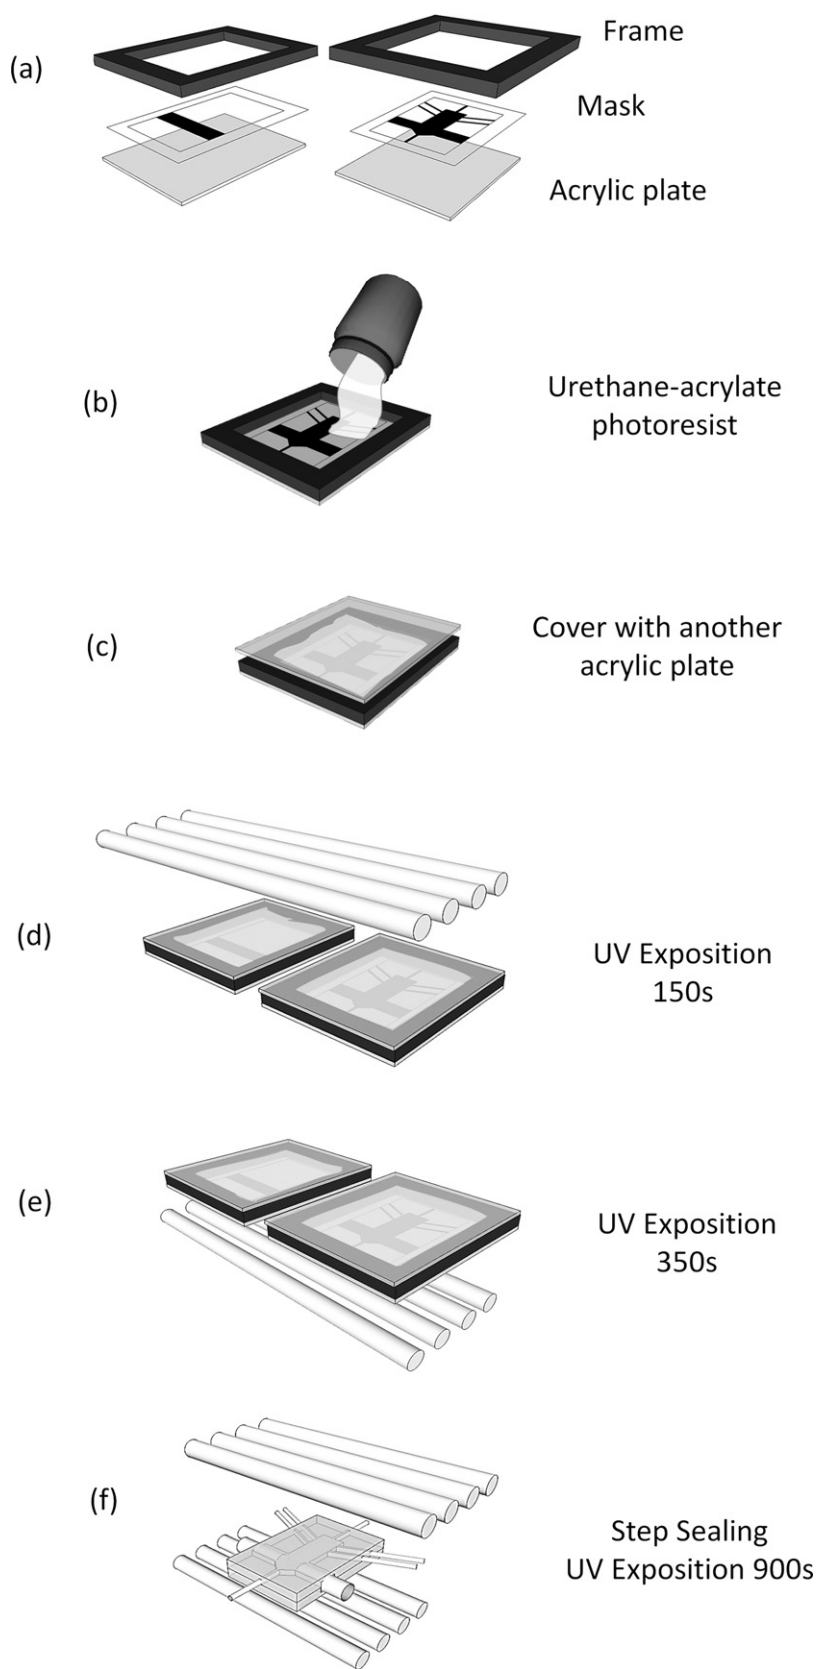 (a)
Frame
Mask
Acrylic plate
(b)
Urethane-acrylate
photoresist
(c)
Cover with another
acrylic plate
(d)
UV Exposition
150s
(e)
UV Exposition
350s
(f)
Step Sealing
UV Exposition 900s